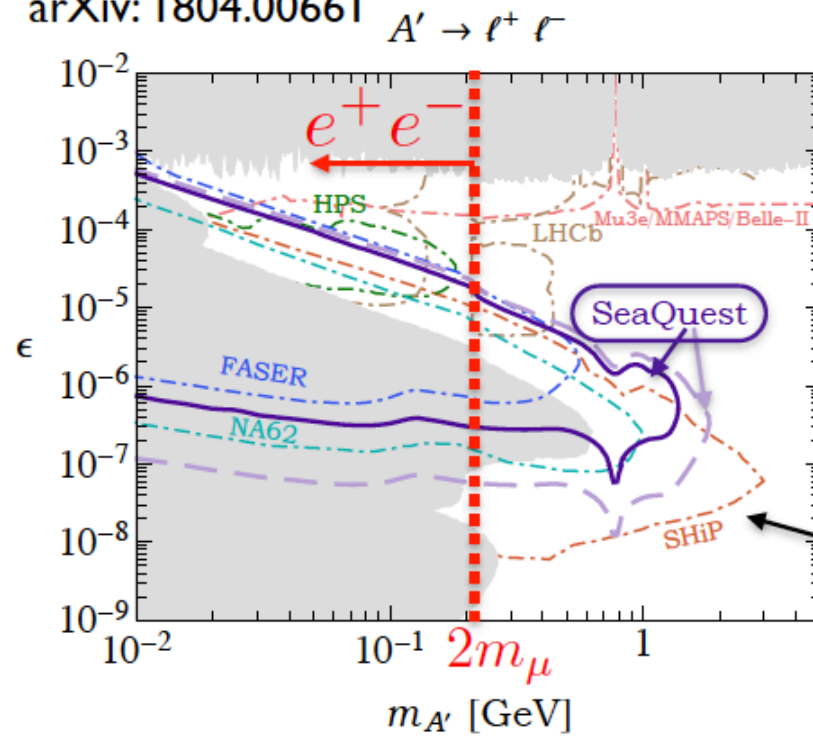 arXiv: 1804.00661
A′ → ℓ⁺ ℓ⁻
10⁻²
10⁻³
10⁻⁴
10⁻⁵
10⁻⁶
10⁻⁷
10⁻⁸
10⁻⁹
ϵ
e⁺ e⁻
HPS
Mu3e/MMAPS/Belle-II
LHCb
SeaQuest
FASER
NA62
SHiP
10⁻² 10⁻¹ 2mμ 1
m_A′ [GeV]